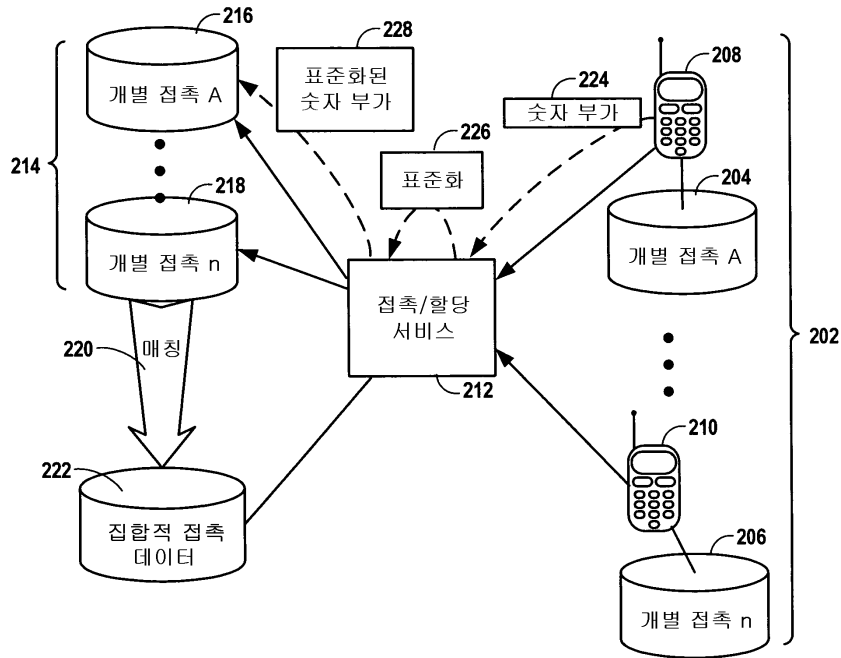 216
개별 접촉 A
228
표준화된
숫자 부가
224
숫자 부가
208
214
226
표준화
218
개별 접촉 n
204
개별 접촉 A
접촉/할당
서비스
212
202
220
매칭
210
222
집합적 접촉
데이터
206
개별 접촉 n